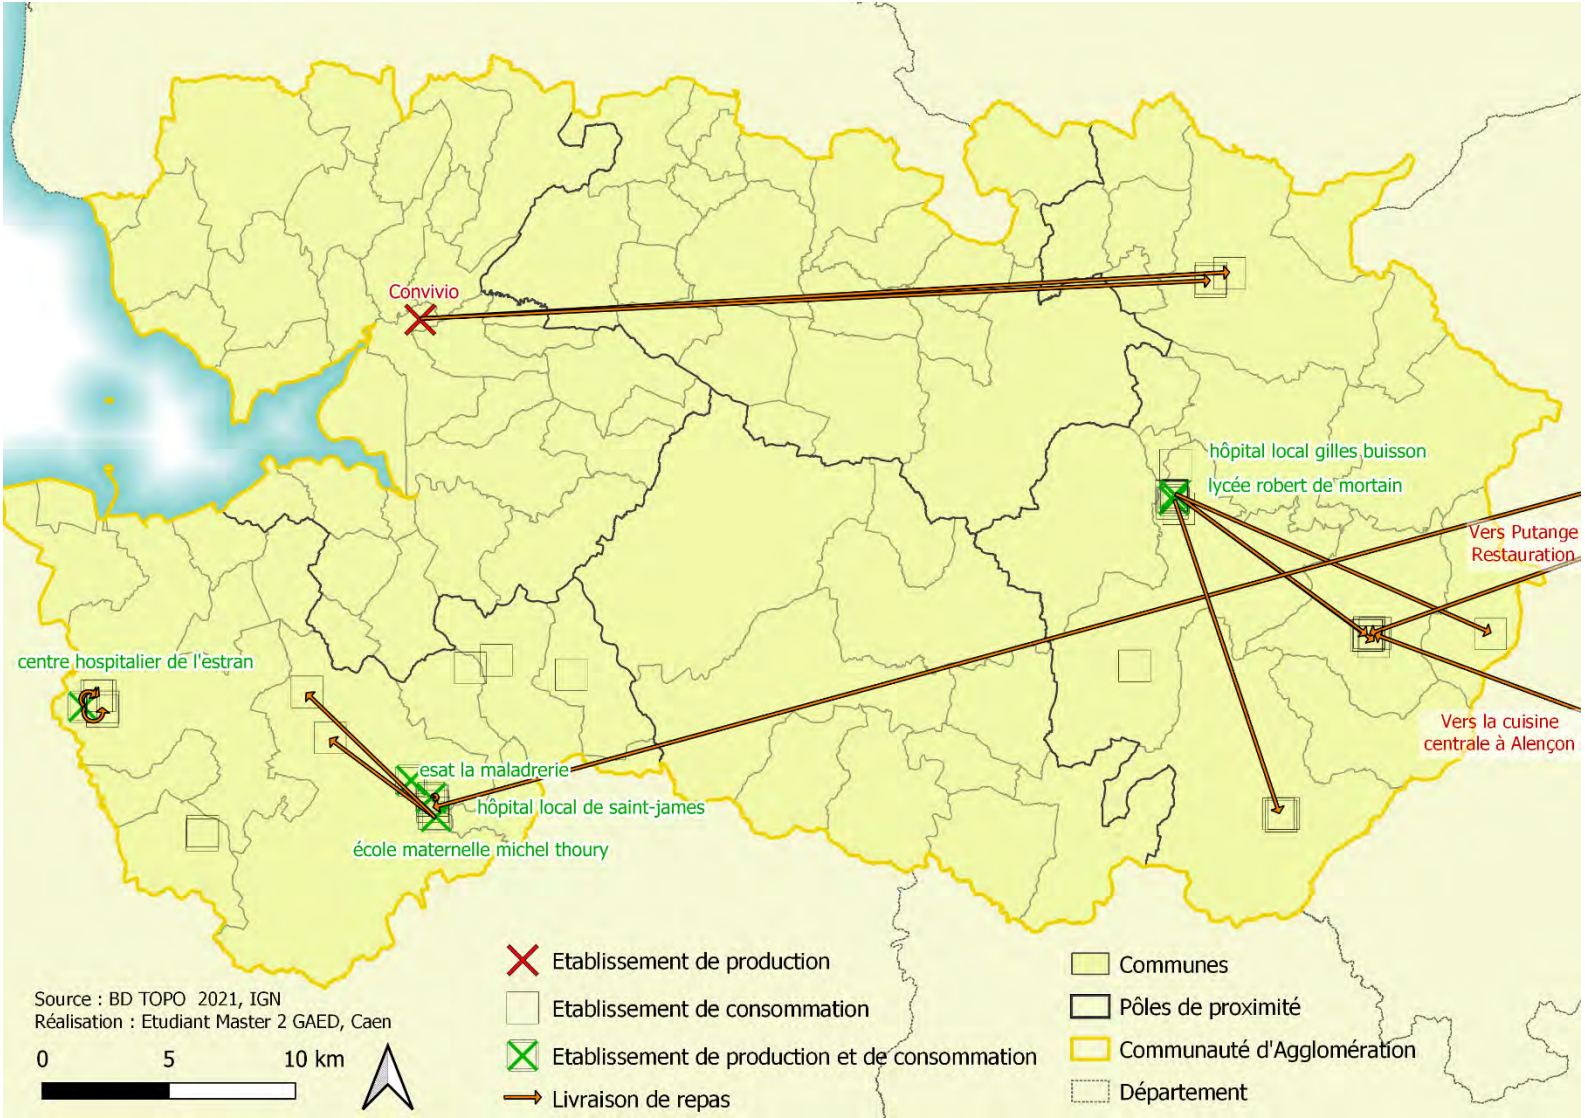 Convivio
hôpital local gilles buisson
lycée robert de mortain
Vers Putange
Restauration
centre hospitalier de l'estran
Vers la cuisine
centrale à Alençon
esat la maladrerie
hôpital local de saint-james
école maternelle michel thoury
Etablissement de production
Etablissement de consommation
Etablissement de production et de consommation
Livraison de repas
Communes
Pôles de proximité
Communauté d'Agglomération
Département
Source : BD TOPO 2021, IGN
Réalisation : Etudiant Master 2 GAED, Caen
0 5 10 km